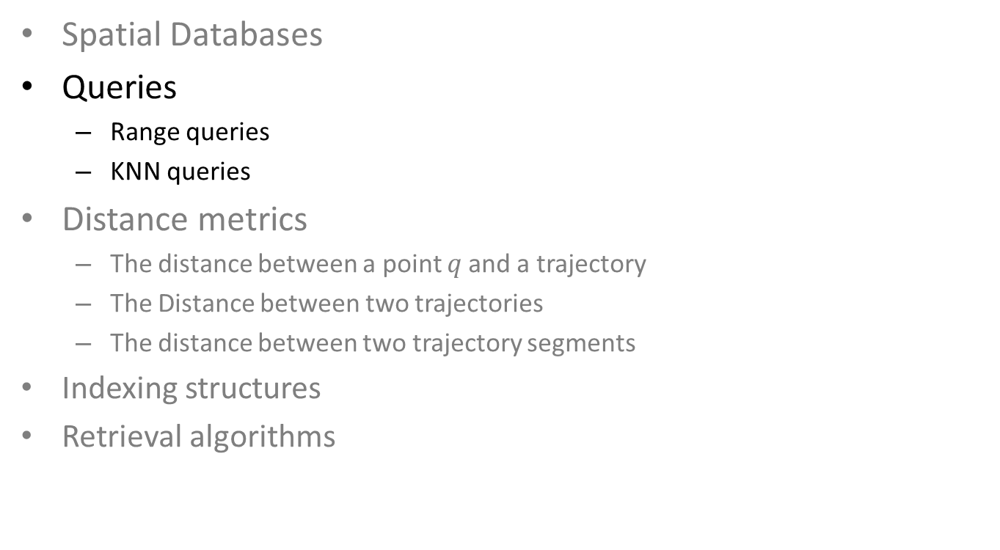 • Spatial Databases
• Queries
– Range queries
– KNN queries
• Distance metrics
– The distance between a point q and a trajectory
– The Distance between two trajectories
– The distance between two trajectory segments
• Indexing structures
• Retrieval algorithms